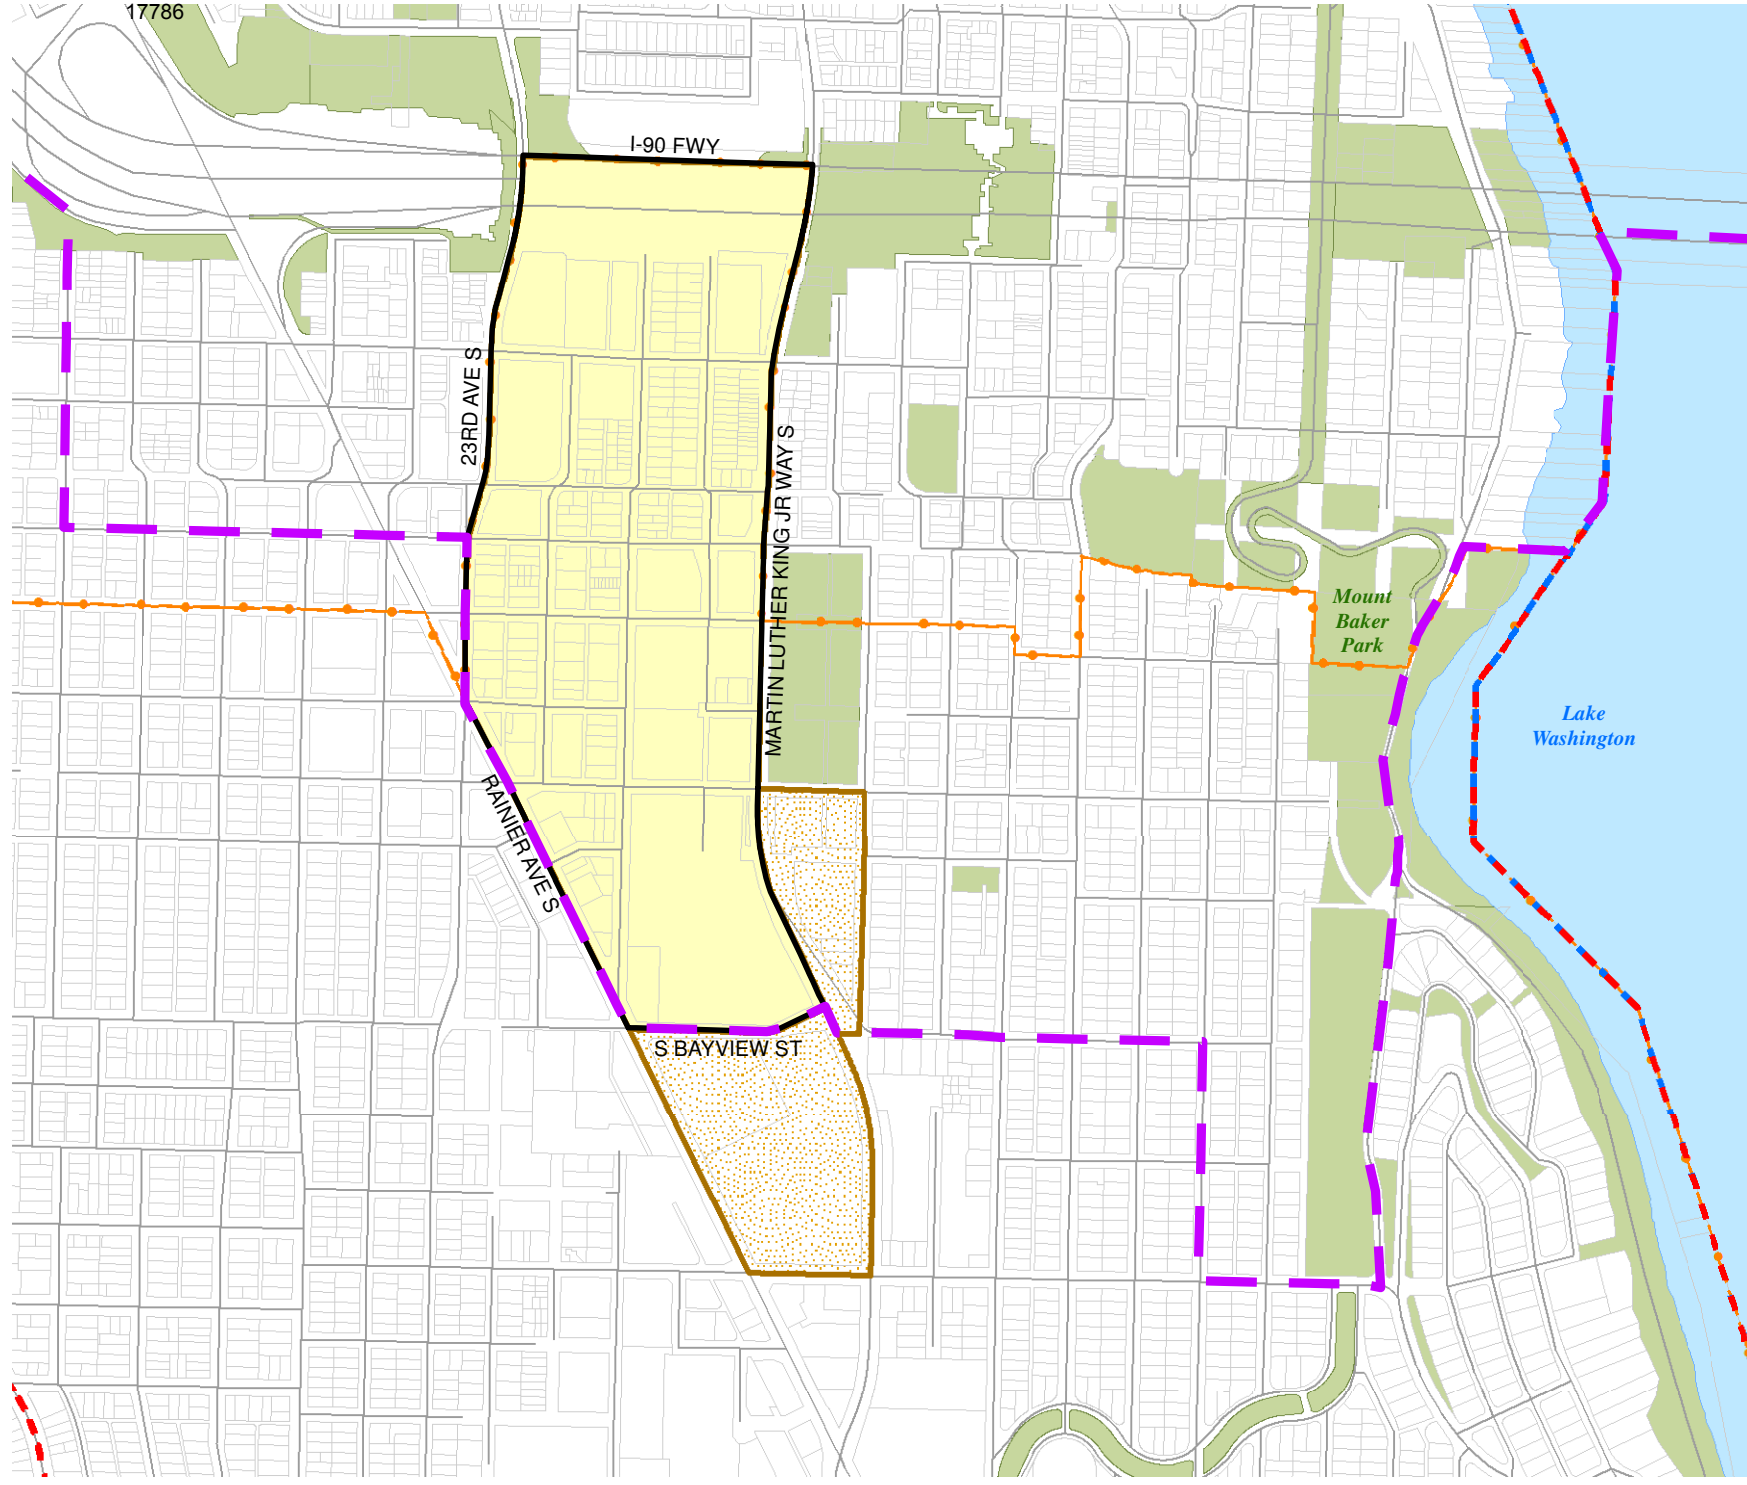 17786
I-90 FWY
23RD AVE S
MARTIN LUTHER KING JR WAY S
Mount
Baker
Park
Lake
Washington
RAINIER AVE S
S BAYVIEW ST